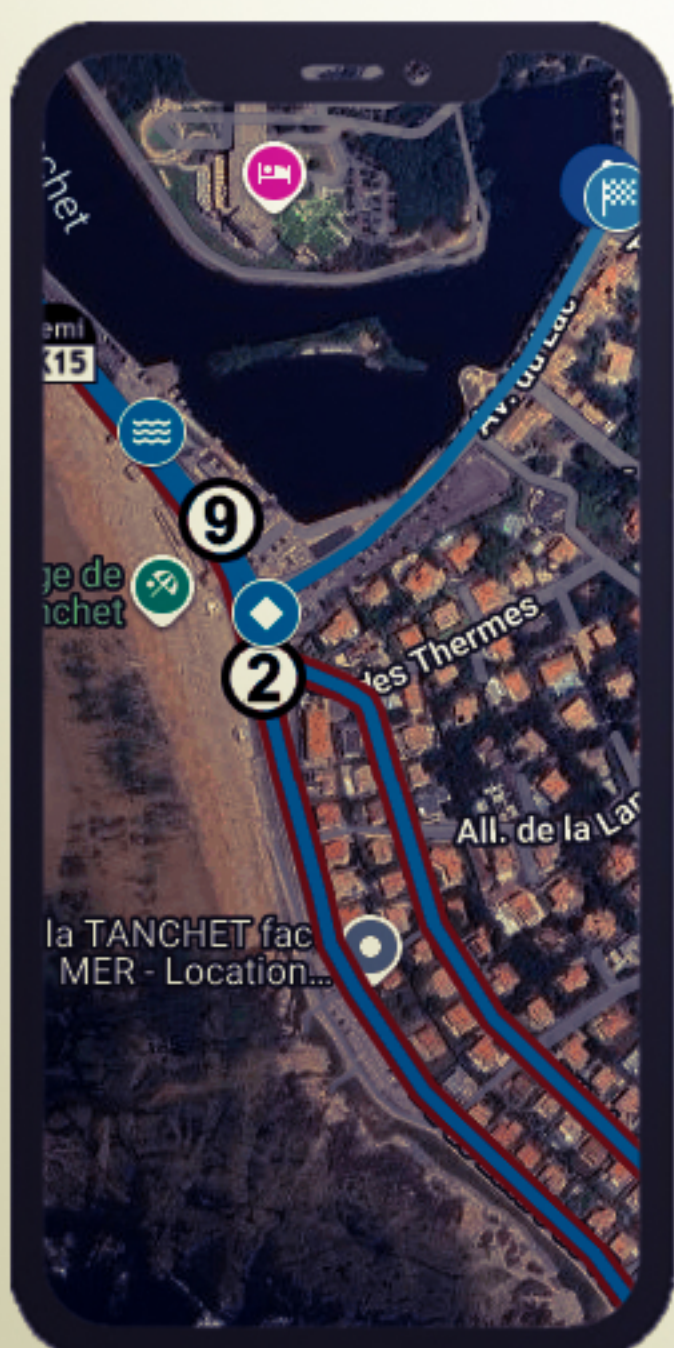 chet
emi
K15
Av. du Lac
9
ge de
nchet
2
des Thermes
All. de la Lan
la TANCHET fac
MER - Location...